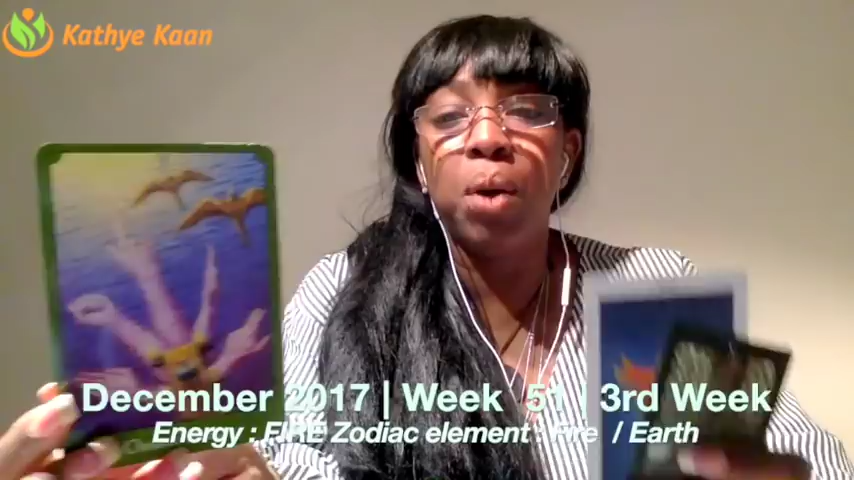 Kathye Kaan
December 2017 | Week 51 | 3rd Week
Energy : FIRE Zodiac element : Fire / Earth